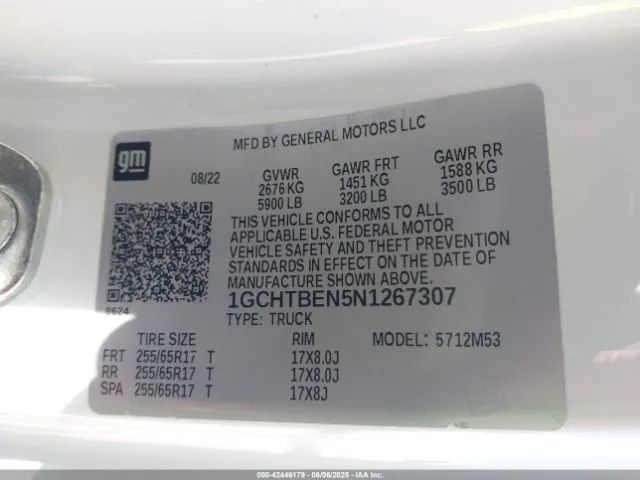 MFD BY GENERAL MOTORS LLC
gm
08/22
GVWR GAWR FRT GAWR RR
2676 KG 1451 KG 1588 KG
5900 LB 3200 LB 3500 LB
THIS VEHICLE CONFORMS TO ALL
APPLICABLE U.S. FEDERAL MOTOR
VEHICLE SAFETY AND THEFT PREVENTION
STANDARDS IN EFFECT ON THE DATE OF
MANUFACTURE SHOWN ABOVE.
8624
1GCHTBEN5N1267307
TYPE: TRUCK
TIRE SIZE RIM MODEL: 5712M53
FRT 255/65R17 T 17X8.0J
RR 255/65R17 T 17X8.0J
SPA 255/65R17 T 17X8J
000-42446179 | 06/06/2025 - IAAI.com